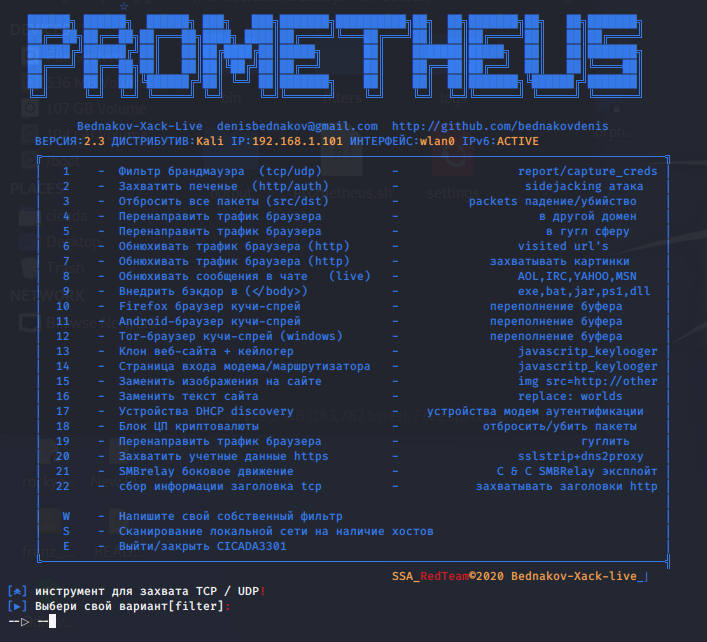 PROMETHEUS
Bednakov-Xack-Live denisbednakov@gmail.com http://github.com/bednakovdenis
ВЕРСИЯ:2.3 ДИСТРИБУТИВ:Kali IP:192.168.1.101 ИНТЕРФЕЙС:wlan0 IPv6:ACTIVE
1 - Фильтр брандмауэра (tcp/udp) - report/capture_creds
2 - Захватить печенье (http/auth) - sidejacking атака
3 - Отбросить все пакеты (src/dst) - packets падение/убийство
4 - Перенаправить трафик браузера - в другой домен
5 - Перенаправить трафик браузера - в гугл сферу
6 - Обнюхивать трафик браузера (http) - visited url's
7 - Обнюхивать трафик браузера (http) - захватывать картинки
8 - Обнюхивать сообщения в чате (live) - AOL,IRC,YAHOO,MSN
9 - Внедрить бэкдор в (</body>) - exe,bat,jar,ps1,dll
10 - Firefox браузер кучи-спрей - переполнение буфера
11 - Android-браузер кучи-спрей - переполнение буфера
12 - Tor-браузер кучи-спрей (windows) - переполнение буфера
13 - Клон веб-сайта + кейлогер - javascritp_keylooger
14 - Страница входа модема/маршрутизатора - javascritp_keylooger
15 - Заменить изображения на сайте - img src=http://other
16 - Заменить текст сайта - replace: worlds
17 - Устройства DHCP discovery - устройства модем аутентификации
18 - Блок ЦП криптовалюты - отбросить/убить пакеты
19 - Перенаправить трафик браузера - гуглить
20 - Захватить учетные данные https - sslstrip+dns2proxy
21 - SMBrelay боковое движение - C & C SMBRelay эксплойт
22 - сбор информации заголовка tcp - захватывать заголовки http
W - Напишите свой собственный фильтр
S - Сканирование локальной сети на наличие хостов
E - Выйти/закрыть CICADA3301
SSA_RedTeam©2020 Bednakov-Xack-live_|
инструмент для захвата TCP / UDP!
Выбери свой вариант[filter]:
--▷ --